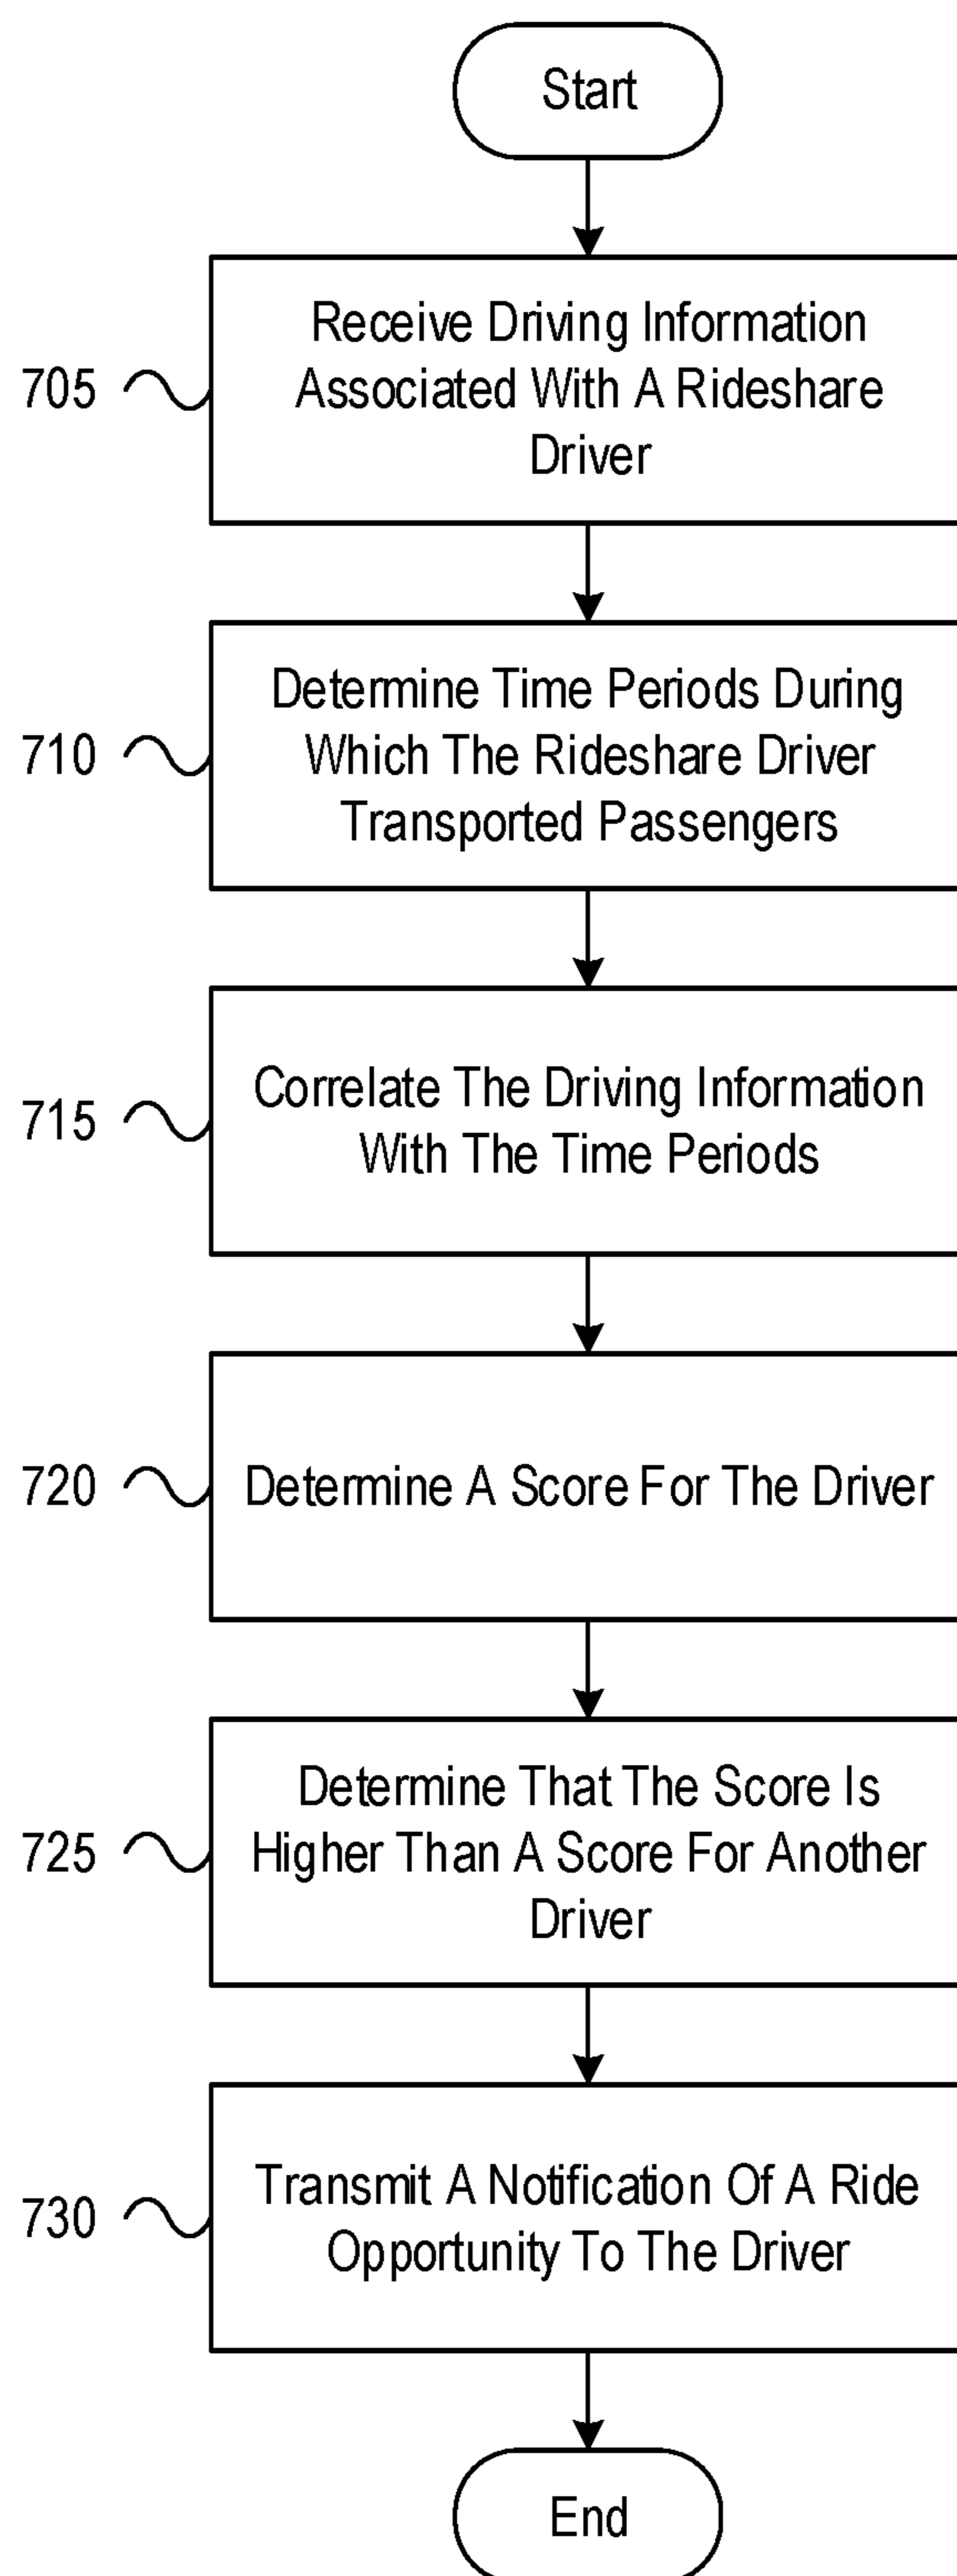 Start
Receive Driving Information
Associated With A Rideshare
Driver
705
Determine Time Periods During
Which The Rideshare Driver
Transported Passengers
710
Correlate The Driving Information
With The Time Periods
715
Determine A Score For The Driver
720
Determine That The Score Is
Higher Than A Score For Another
Driver
725
Transmit A Notification Of A Ride
Opportunity To The Driver
730
End